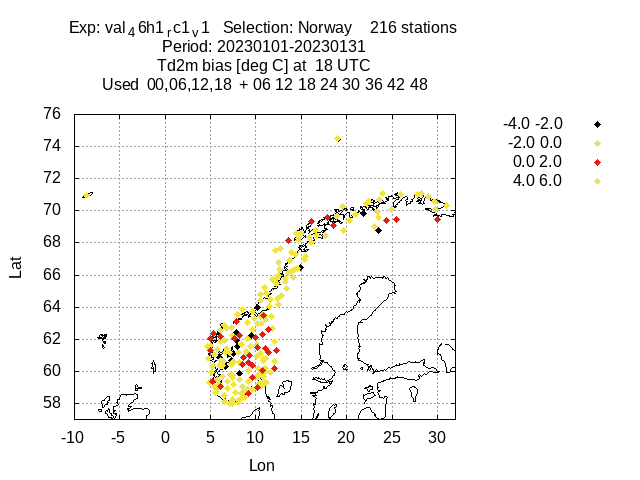 Exp: val46h1rc1v1 Selection: Norway 216 stations
Period: 20230101-20230131
Td2m bias [deg C] at 18 UTC
Used 00,06,12,18 + 06 12 18 24 30 36 42 48
76
74
72
70
68
66
64
62
60
58
Lat
-10 -5 0 5 10 15 20 25 30
Lon
-4.0 -2.0
-2.0 0.0
0.0 2.0
4.0 6.0